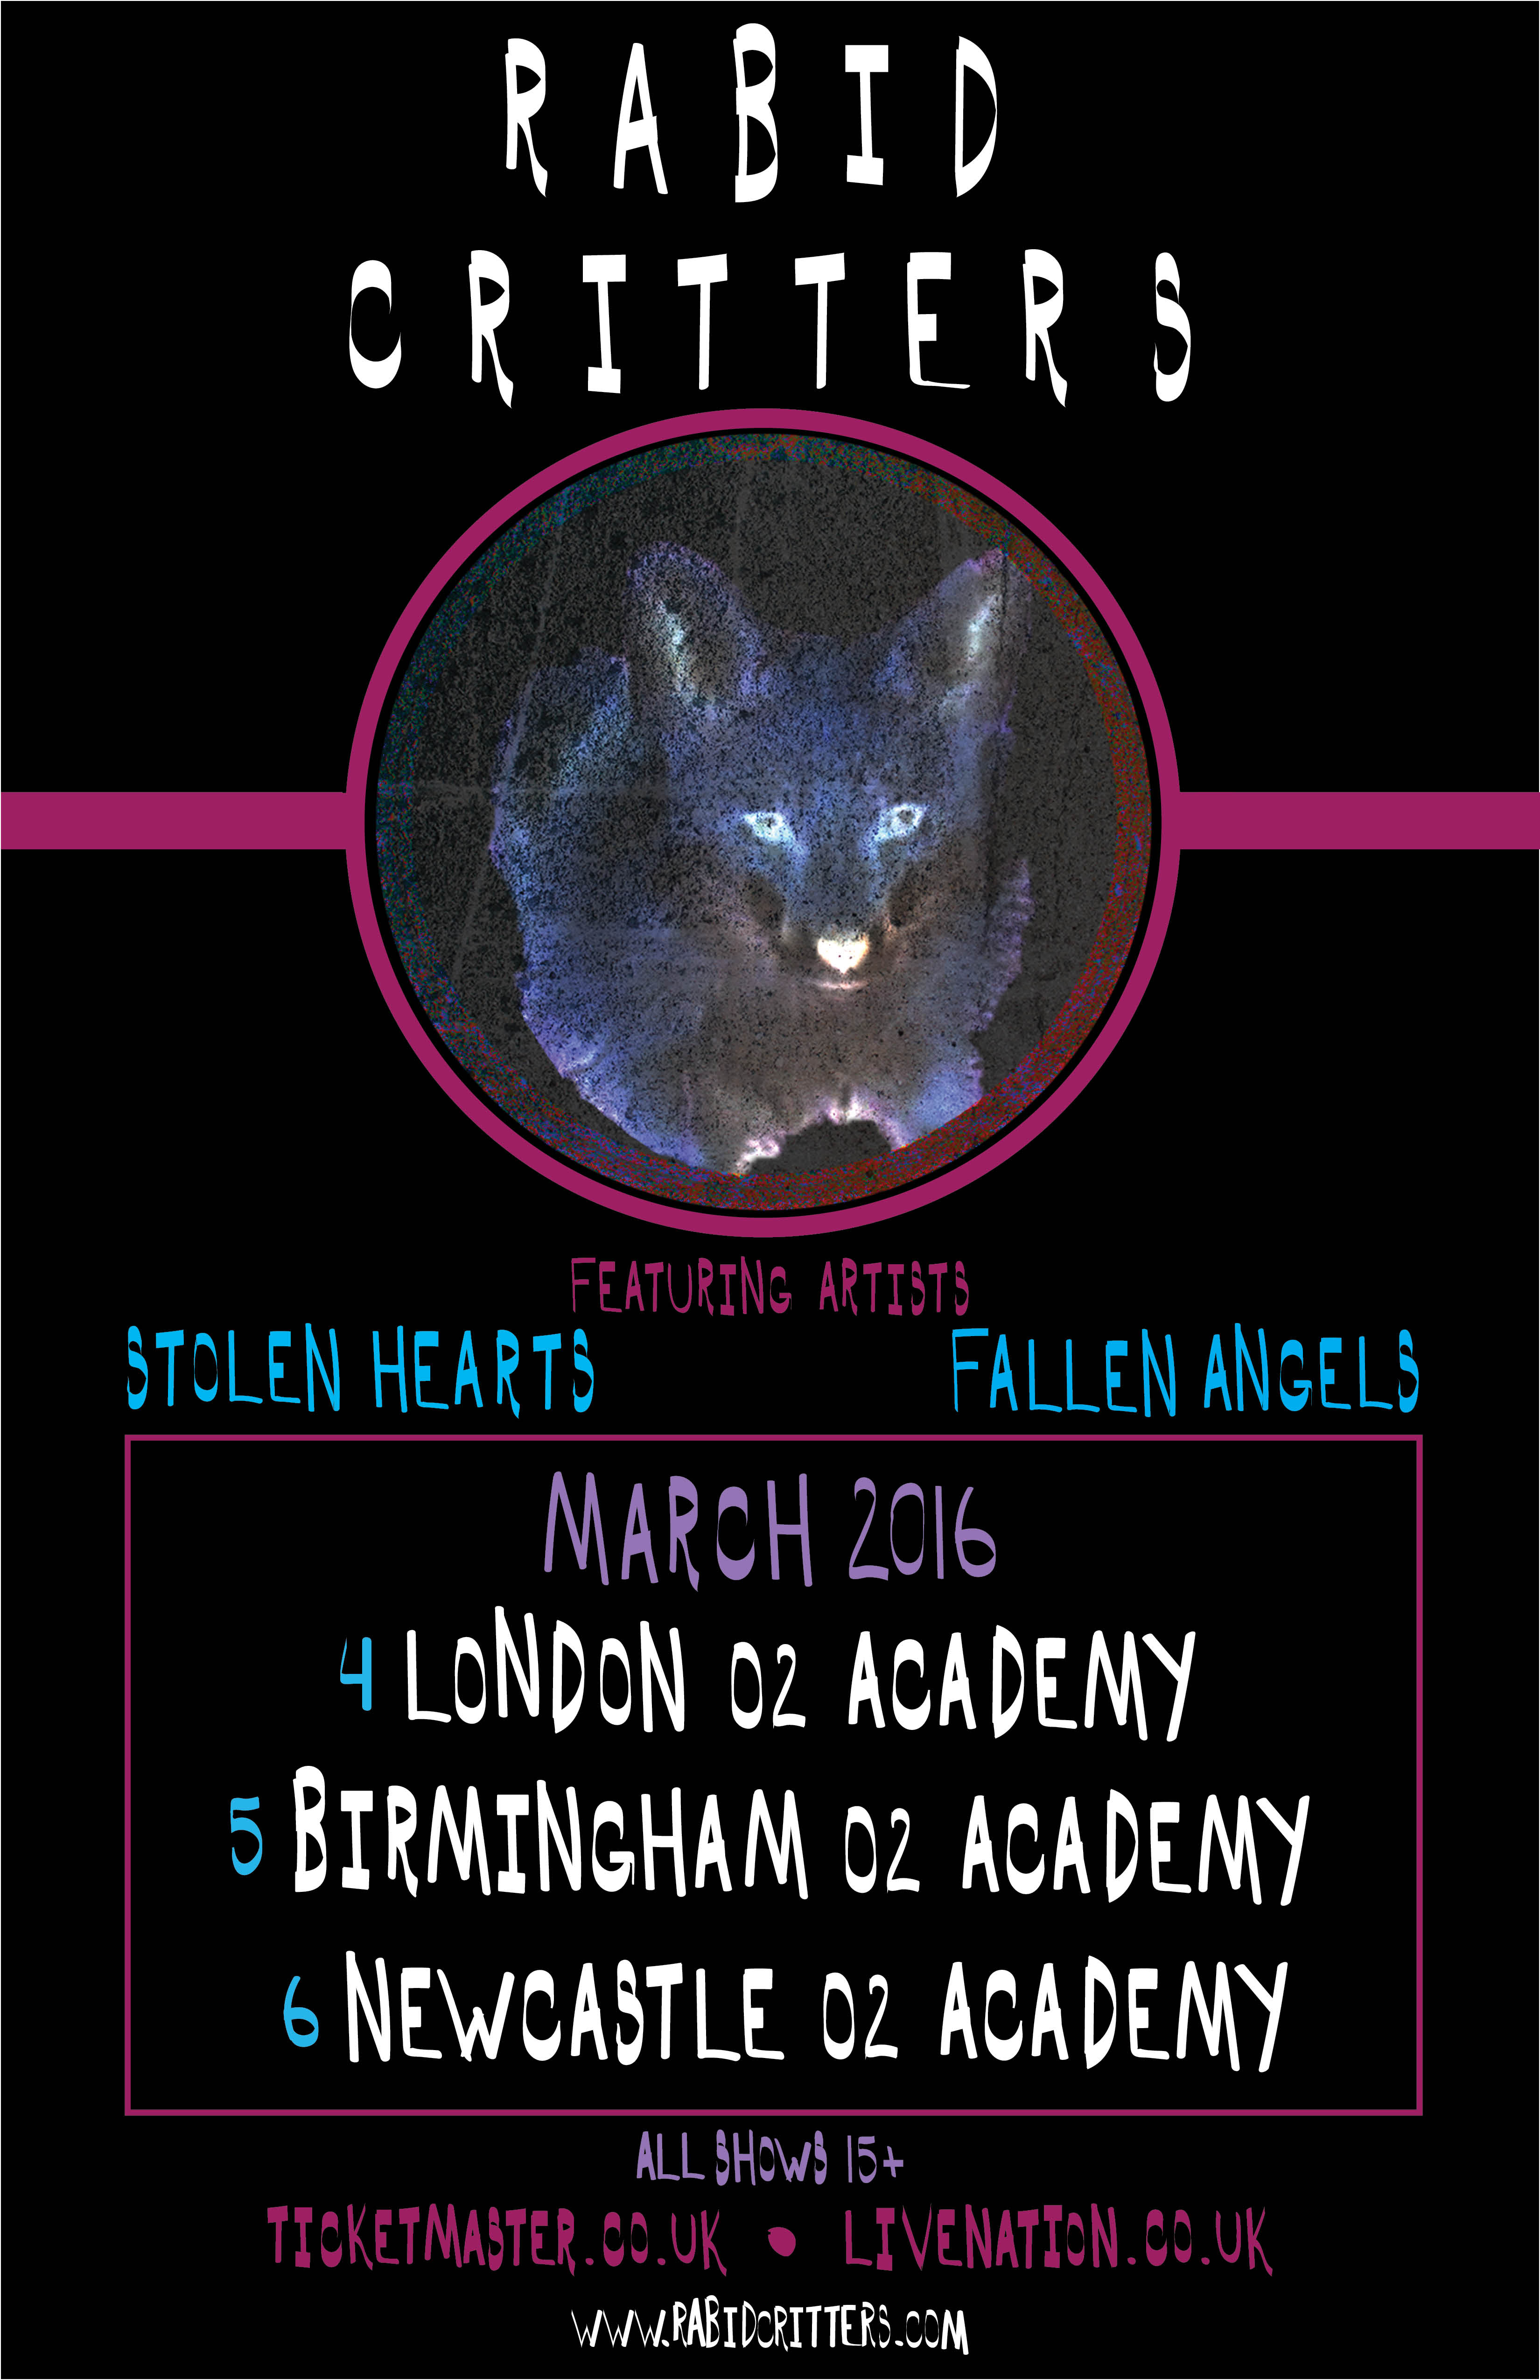 RABID
CRITTERS
FEATURING ARTISTS
STOLEN HEARTS FALLEN ANGELS
MARCH 2016
4 LONDON O2 ACADEMY
5 BIRMINGHAM O2 ACADEMY
6 NEWCASTLE O2 ACADEMY
ALL SHOWS 15+
TICKETMASTER.CO.UK • LIVENATION.CO.UK
WWW.RABIDCRITTERS.COM